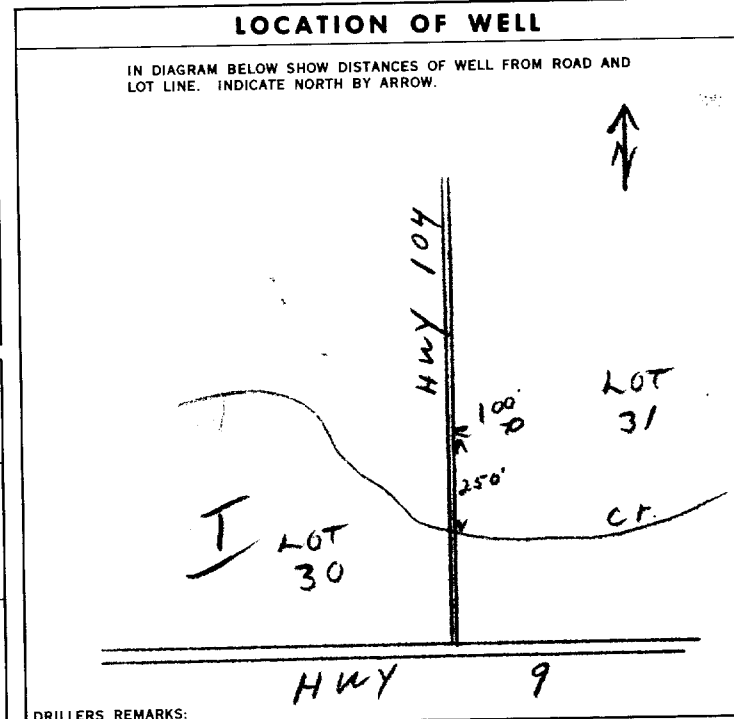 LOCATION OF WELL
IN DIAGRAM BELOW SHOW DISTANCES OF WELL FROM ROAD AND
LOT LINE. INDICATE NORTH BY ARROW.
N
HWY 104
100'
LOT
31
250'
Cr.
I
LOT
30
HWY 9
DRILLERS REMARKS: